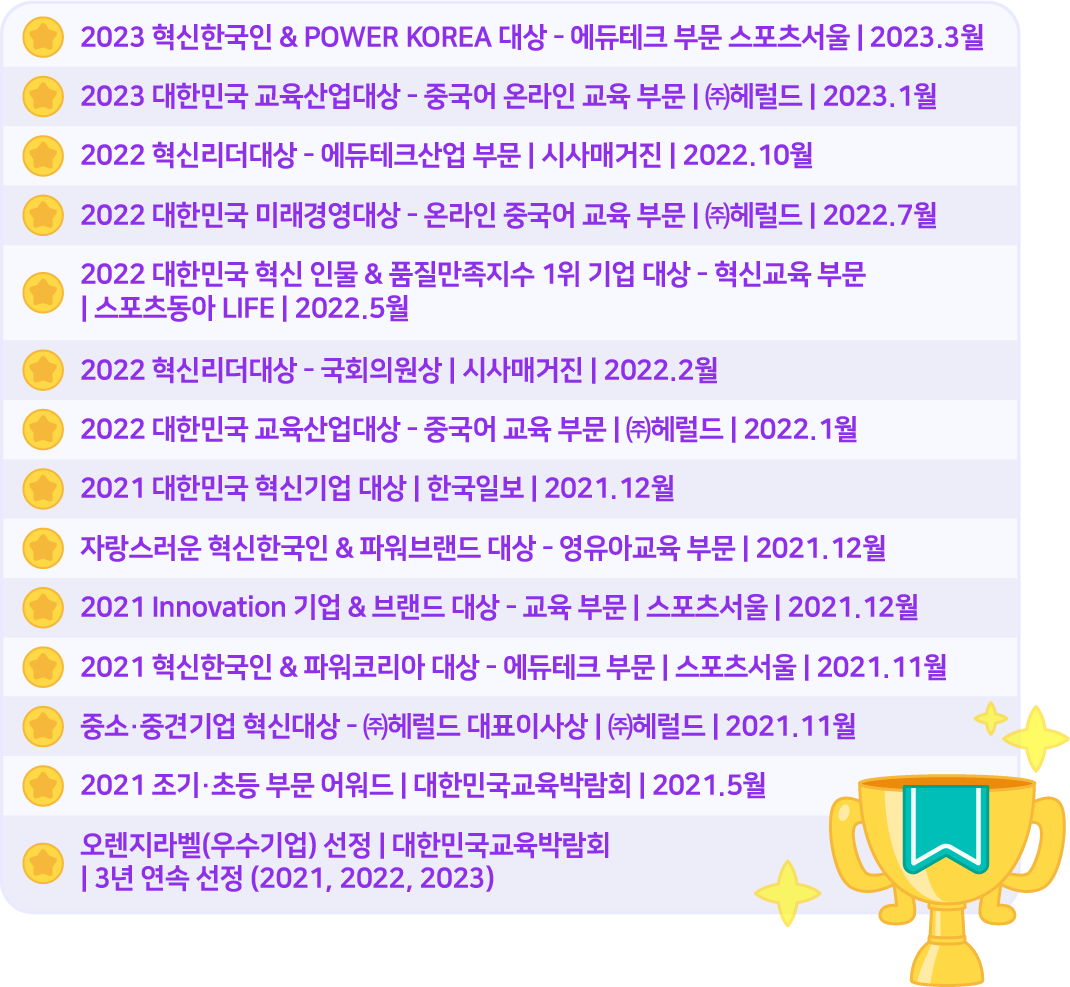 2023 혁신한국인 & POWER KOREA 대상 - 에듀테크 부문 스포츠서울 | 2023.3월
2023 대한민국 교육산업대상 - 중국어 온라인 교육 부문 | ㈜헤럴드 | 2023.1월
2022 혁신리더대상 - 에듀테크산업 부문 | 시사매거진 | 2022.10월
2022 대한민국 미래경영대상 - 온라인 중국어 교육 부문 | ㈜헤럴드 | 2022.7월
2022 대한민국 혁신 인물 & 품질만족지수 1위 기업 대상 - 혁신교육 부문
| 스포츠동아 LIFE | 2022.5월
2022 혁신리더대상 - 국회의원상 | 시사매거진 | 2022.2월
2022 대한민국 교육산업대상 - 중국어 교육 부문 | ㈜헤럴드 | 2022.1월
2021 대한민국 혁신기업 대상 | 한국일보 | 2021.12월
자랑스러운 혁신한국인 & 파워브랜드 대상 - 영유아교육 부문 | 2021.12월
2021 Innovation 기업 & 브랜드 대상 - 교육 부문 | 스포츠서울 | 2021.12월
2021 혁신한국인 & 파워코리아 대상 - 에듀테크 부문 | 스포츠서울 | 2021.11월
중소·중견기업 혁신대상 - ㈜헤럴드 대표이사상 | ㈜헤럴드 | 2021.11월
2021 조기·초등 부문 어워드 | 대한민국교육박람회 | 2021.5월
오렌지라벨(우수기업) 선정 | 대한민국교육박람회
| 3년 연속 선정 (2021, 2022, 2023)